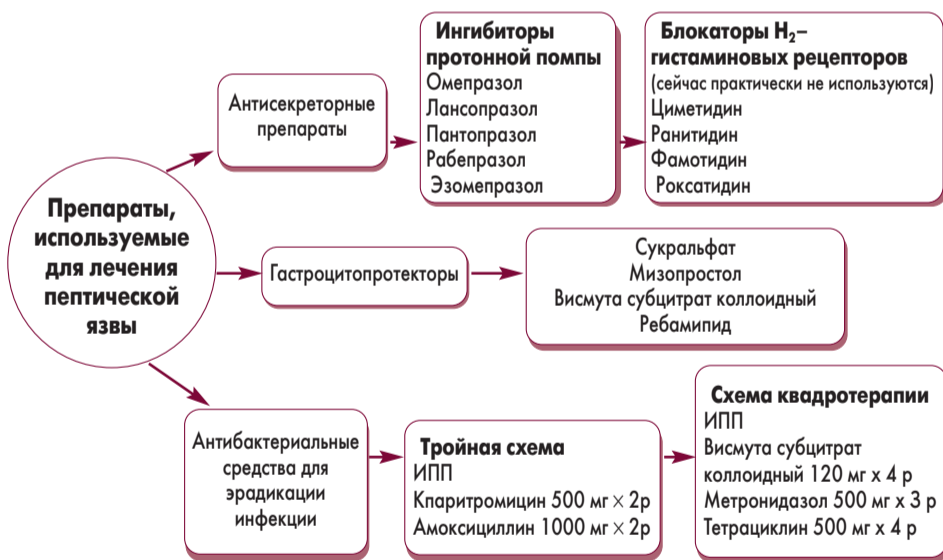 Препараты,
используемые
для лечения
пептической
язвы
Антисекреторные
препараты
Ингибиторы
протонной помпы
Омепразол
Лансопразол
Пантопразол
Рабепразол
Эзомепразол
Блокаторы H₂–
гистаминовых рецепторов
(сейчас практически не используются)
Циметидин
Ранитидин
Фамотидин
Роксатидин
Гастроцитопротекторы
Сукральфат
Мизопростол
Висмута субцитрат коллоидный
Ребамипид
Антибактериальные
средства для
эрадикации
инфекции
Тройная схема
ИПП
Кпаритромицин 500 мг × 2р
Амоксициллин 1000 мг × 2р
Схема квадротерапии
ИПП
Висмута субцитрат
коллоидный 120 мг x 4 р
Метронидазол 500 мг x 3 р
Тетрациклин 500 мг x 4 р